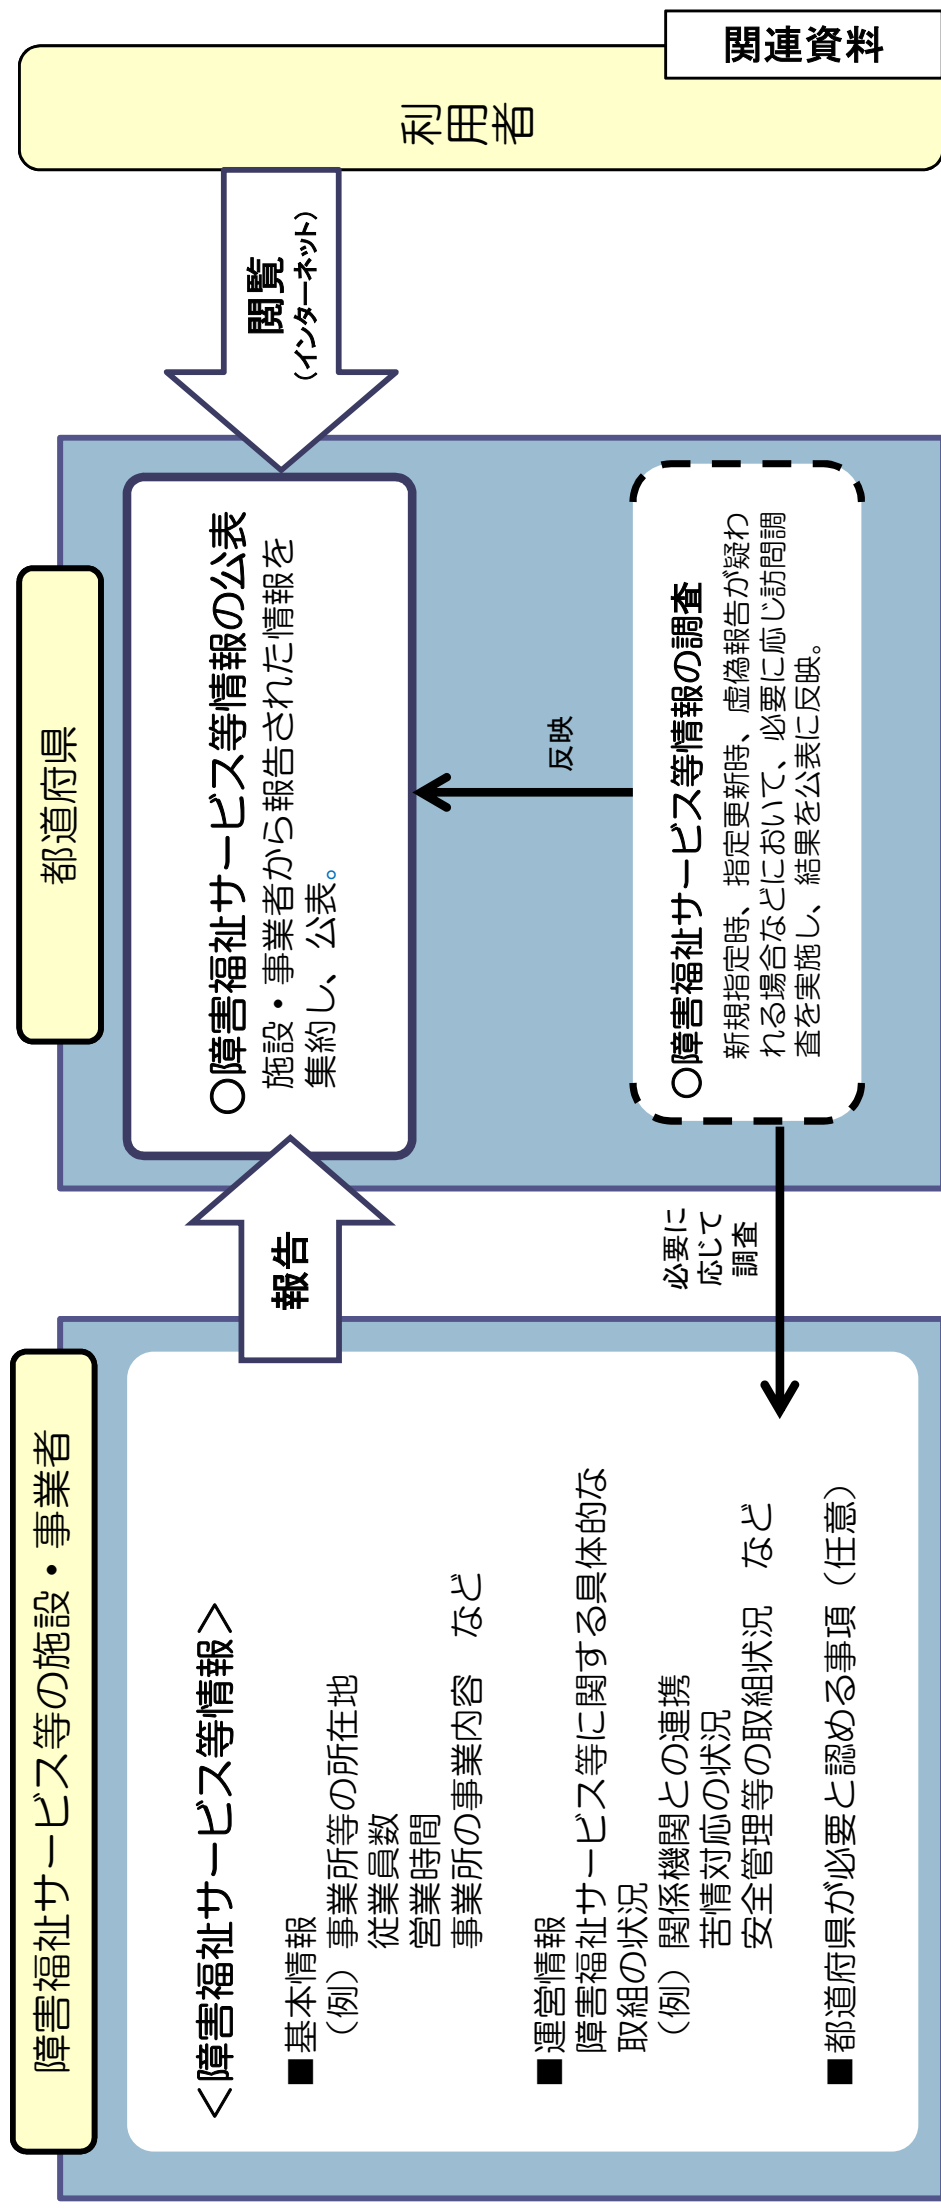 関連資料
障害福祉サービス等の施設・事業者
<障害福祉サービス等情報>
■基本情報
（例）事業所等の所在地
従業員数
営業時間
事業所の事業内容　など
■運営情報
障害福祉サービス等に関する具体的な
取組の状況
（例）関係機関との連携
苦情対応の状況
安全管理等の取組状況　など
■都道府県が必要と認める事項（任意）
報告
必要に
応じて
調査
都道府県
○障害福祉サービス等情報の公表
施設・事業者から報告された情報を
集約し、公表。
反映
○障害福祉サービス等情報の調査
新規指定時、指定更新時、虚偽報告が疑わ
れる場合などにおいて、必要に応じ訪問調
査を実施し、結果を公表に反映。
閲覧
（インターネット）
利用者